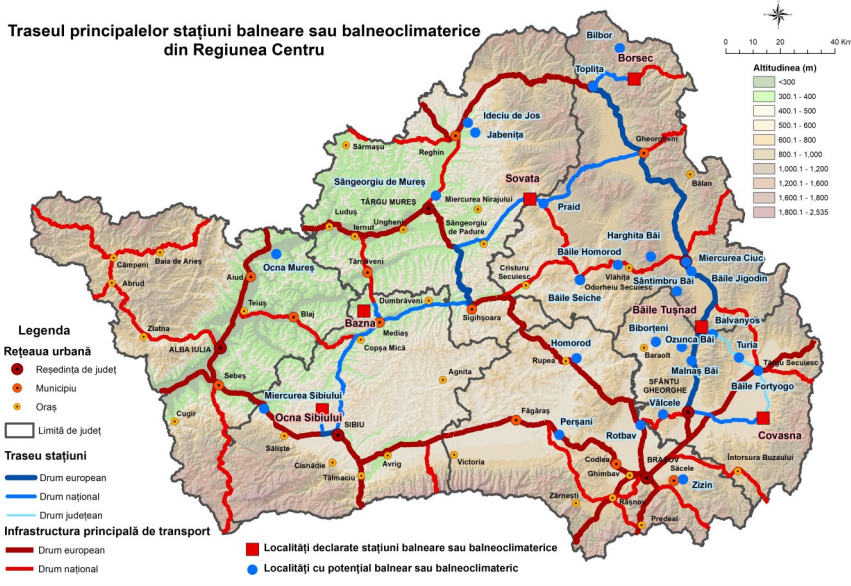 Traseul principalelor stațiuni balneare sau balneoclimaterice
din Regiunea Centru
0 10 20 40 Km
Altitudinea (m)
<300
300.1 - 400
400.1 - 500
500.1 - 600
600.1 - 800
800.1 - 1,000
1,000.1 - 1,200
1,200.1 - 1,600
1,600.1 - 1,800
1,800.1 - 2,535
Bilbor
Borsec
Toplița
Ideciu de Jos
Jabenița
Sărmașu
Reghin
Gheorgheni
Bălan
Sângeorgiu de Mureș
Sovata
TÂRGU MUREȘ
Miercurea Nirajului
Praid
Luduș
Ungheni
Iernut
Sângeorgiu
de Padure
Harghita Băi
Băile Homorod
Miercurea Ciuc
Ocna Mureș
Câmpeni
Baia de Arieș
Abrud
Aiud
Târnăveni
Cristuru
Secuiesc
Vlăhița
Odorheiu Secuiesc
Băile Jigodin
Sântimbru Băi
Băile Seiche
Teiuș
Dumbrăveni
Blaj
Bazna
Mediaș
Sighișoara
Băile Tușnad
Balvanyos
Zlatna
Copșa Mică
Biborțeni
Ozunca Băi
Turia
ALBA IULIA
Homorod
Baraolt
Rupea
Târgu Secuiesc
Malnaș Băi
Băile Fortyogo
Agnita
SFÂNTU
GHEORGHE
Sebeș
Miercurea Sibiului
Vâlcele
Cugir
Ocna Sibiului
SIBIU
Făgăraș
Perșani
Rotbav
Covasna
Săliște
Cisnădie
Avrig
Victoria
Codlea
BRAȘOV
Întorsura Buzaului
Tălmaciu
Ghimbav
Săcele
Zizin
Zărnești
Râșnov
Predeal
Legenda
Rețeaua urbană
Reședința de județ
Municipiu
Oraș
Limită de județ
Traseu stațiuni
Drum european
Drum național
Drum județean
Infrastructura principală de transport
Drum european
Drum național
Localități declarate stațiuni balneare sau balneoclimaterice
Localități cu potențial balnear sau balneoclimateric